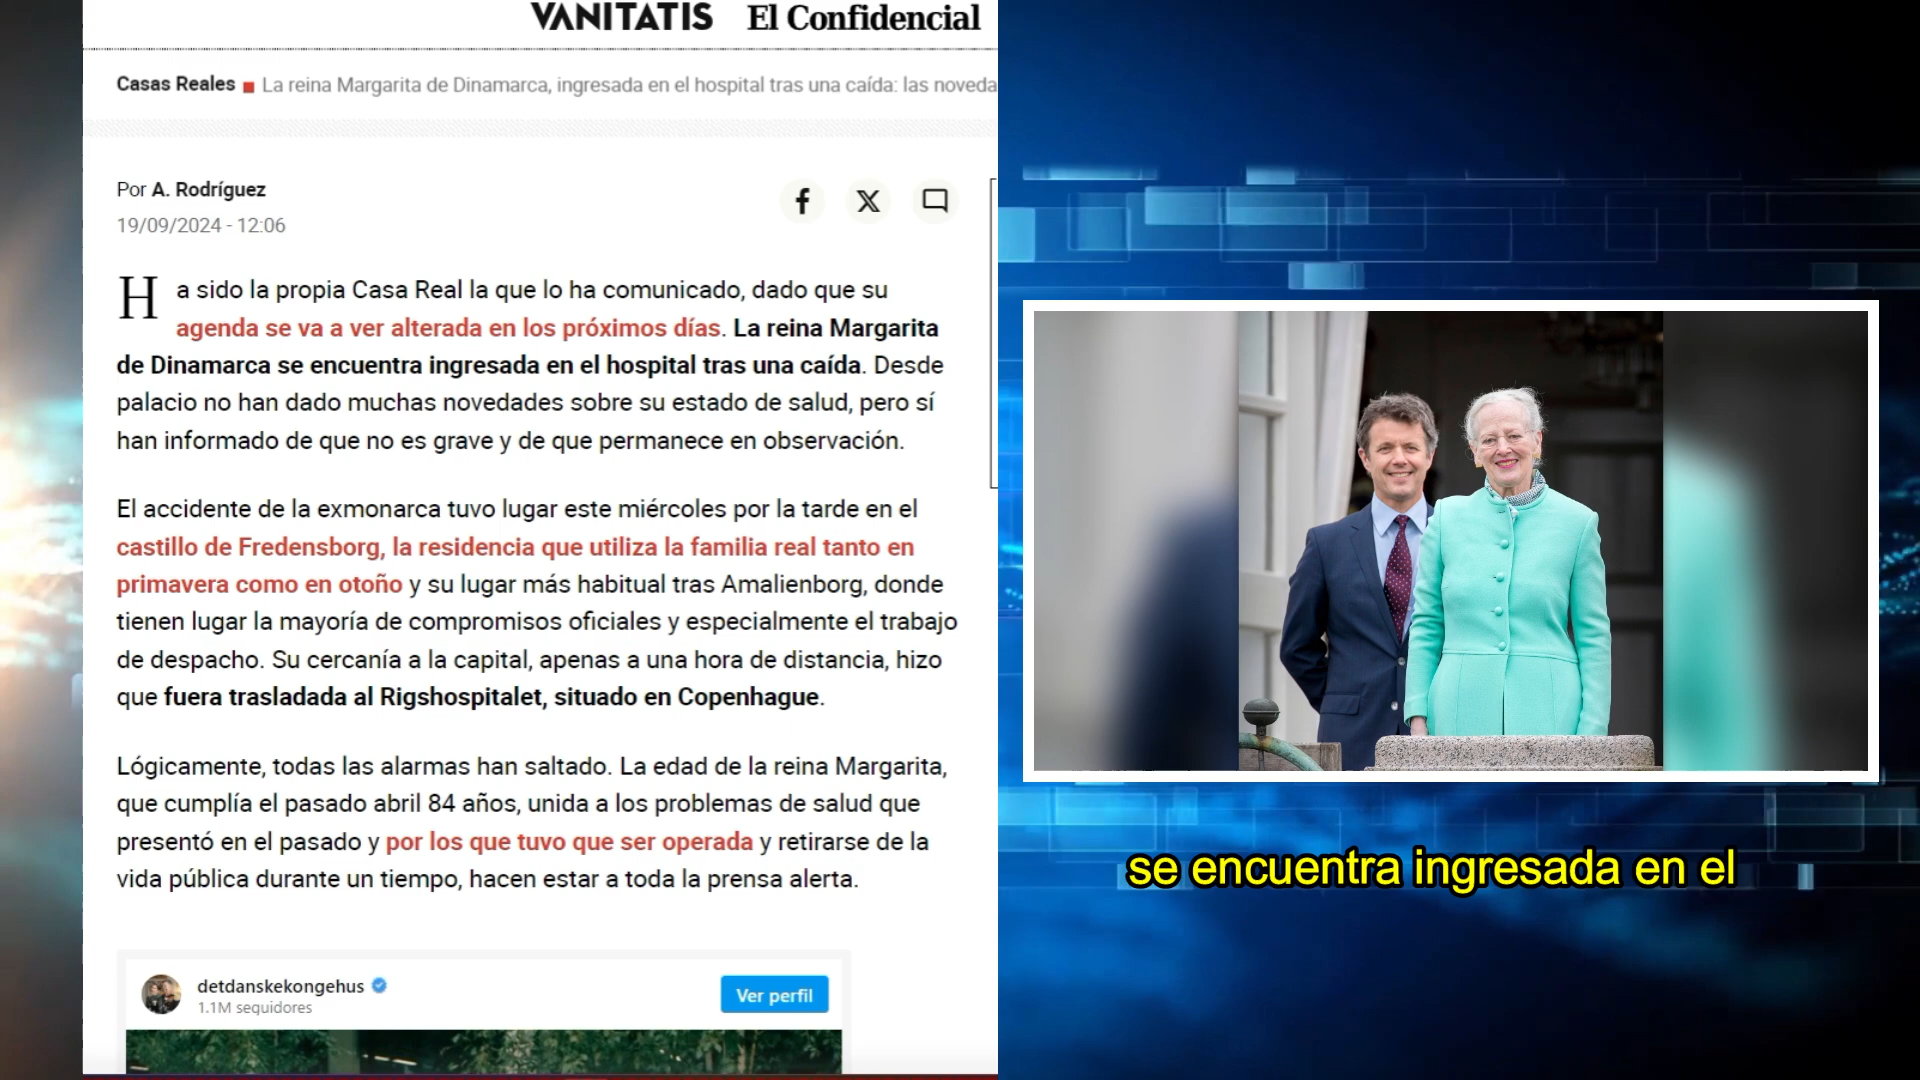 VANITATIS El Confidencial
Casas Reales La reina Margarita de Dinamarca, ingresada en el hospital tras una caída: las noveda
Por A. Rodríguez
19/09/2024 - 12:06
Ha sido la propia Casa Real la que lo ha comunicado, dado que su
agenda se va a ver alterada en los próximos días. La reina Margarita
de Dinamarca se encuentra ingresada en el hospital tras una caída. Desde
palacio no han dado muchas novedades sobre su estado de salud, pero sí
han informado de que no es grave y de que permanece en observación.
El accidente de la exmonarca tuvo lugar este miércoles por la tarde en el
castillo de Fredensborg, la residencia que utiliza la familia real tanto en
primavera como en otoño y su lugar más habitual tras Amalienborg, donde
tienen lugar la mayoría de compromisos oficiales y especialmente el trabajo
de despacho. Su cercanía a la capital, apenas a una hora de distancia, hizo
que fuera trasladada al Rigshospitalet, situado en Copenhague.
Lógicamente, todas las alarmas han saltado. La edad de la reina Margarita,
que cumplía el pasado abril 84 años, unida a los problemas de salud que
presentó en el pasado y por los que tuvo que ser operada y retirarse de la
vida pública durante un tiempo, hacen estar a toda la prensa alerta.
detdanskekongehus
1.1M seguidores
Ver perfil
se encuentra ingresada en el